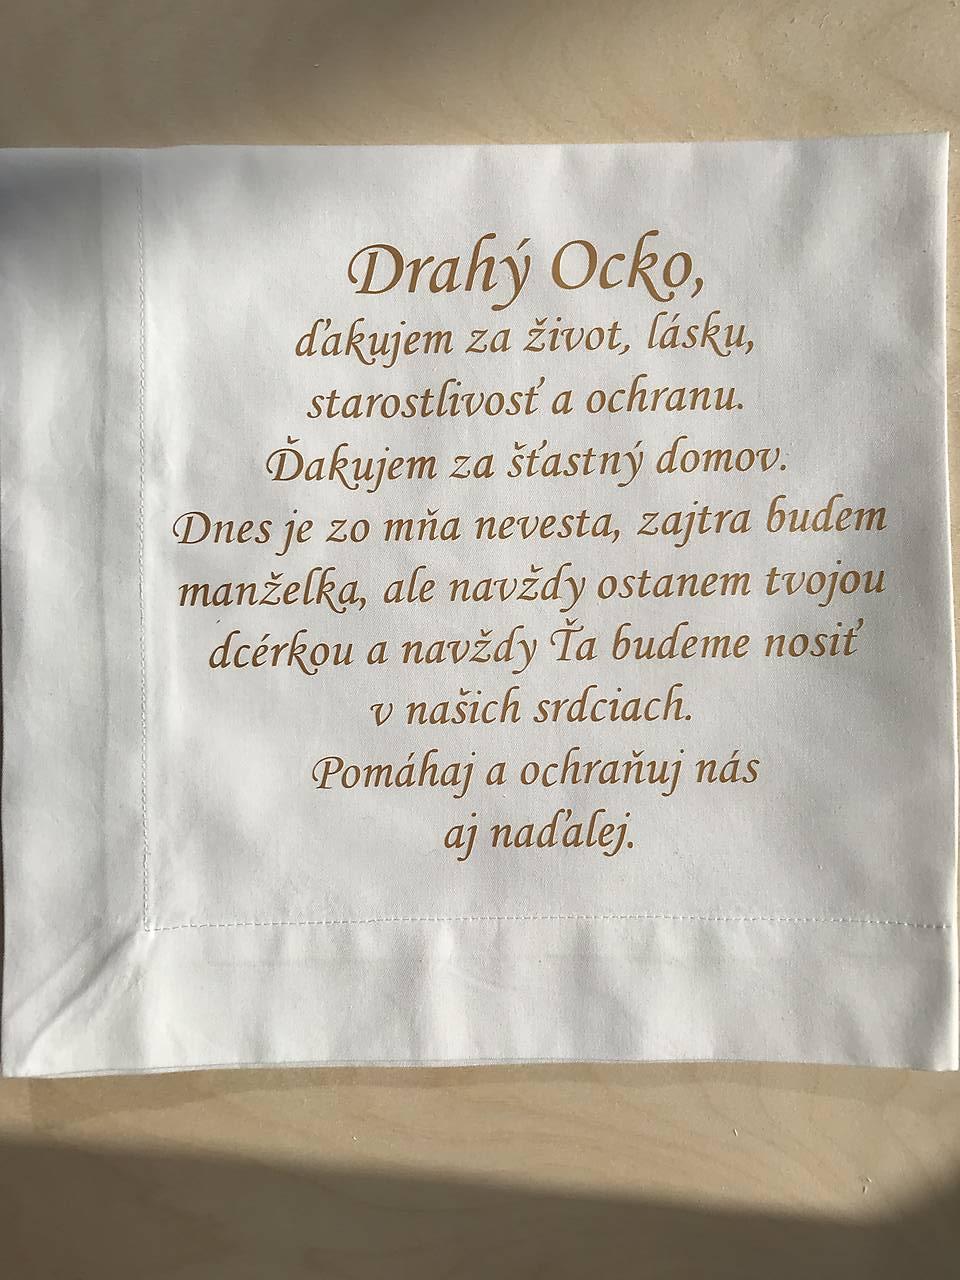 Drahý Ocko,
ďakujem za život, lásku,
starostlivosť a ochranu.
Ďakujem za šťastný domov.
Dnes je zo mňa nevesta, zajtra budem
manželka, ale navždy ostanem tvojou
dcérkou a navždy Ťa budeme nosiť
v našich srdciach.
Pomáhaj a ochraňuj nás
aj naďalej.